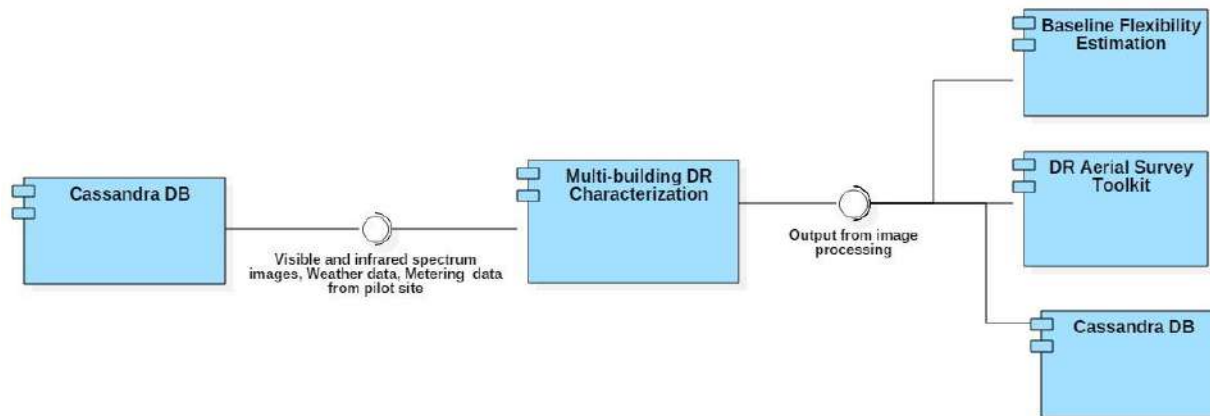 Baseline Flexibility
Estimation
Cassandra DB
Visible and infrared spectrum
images, Weather data, Metering data
from pilot site
Multi-building DR
Characterization
Output from image
processing
DR Aerial Survey
Toolkit
Cassandra DB